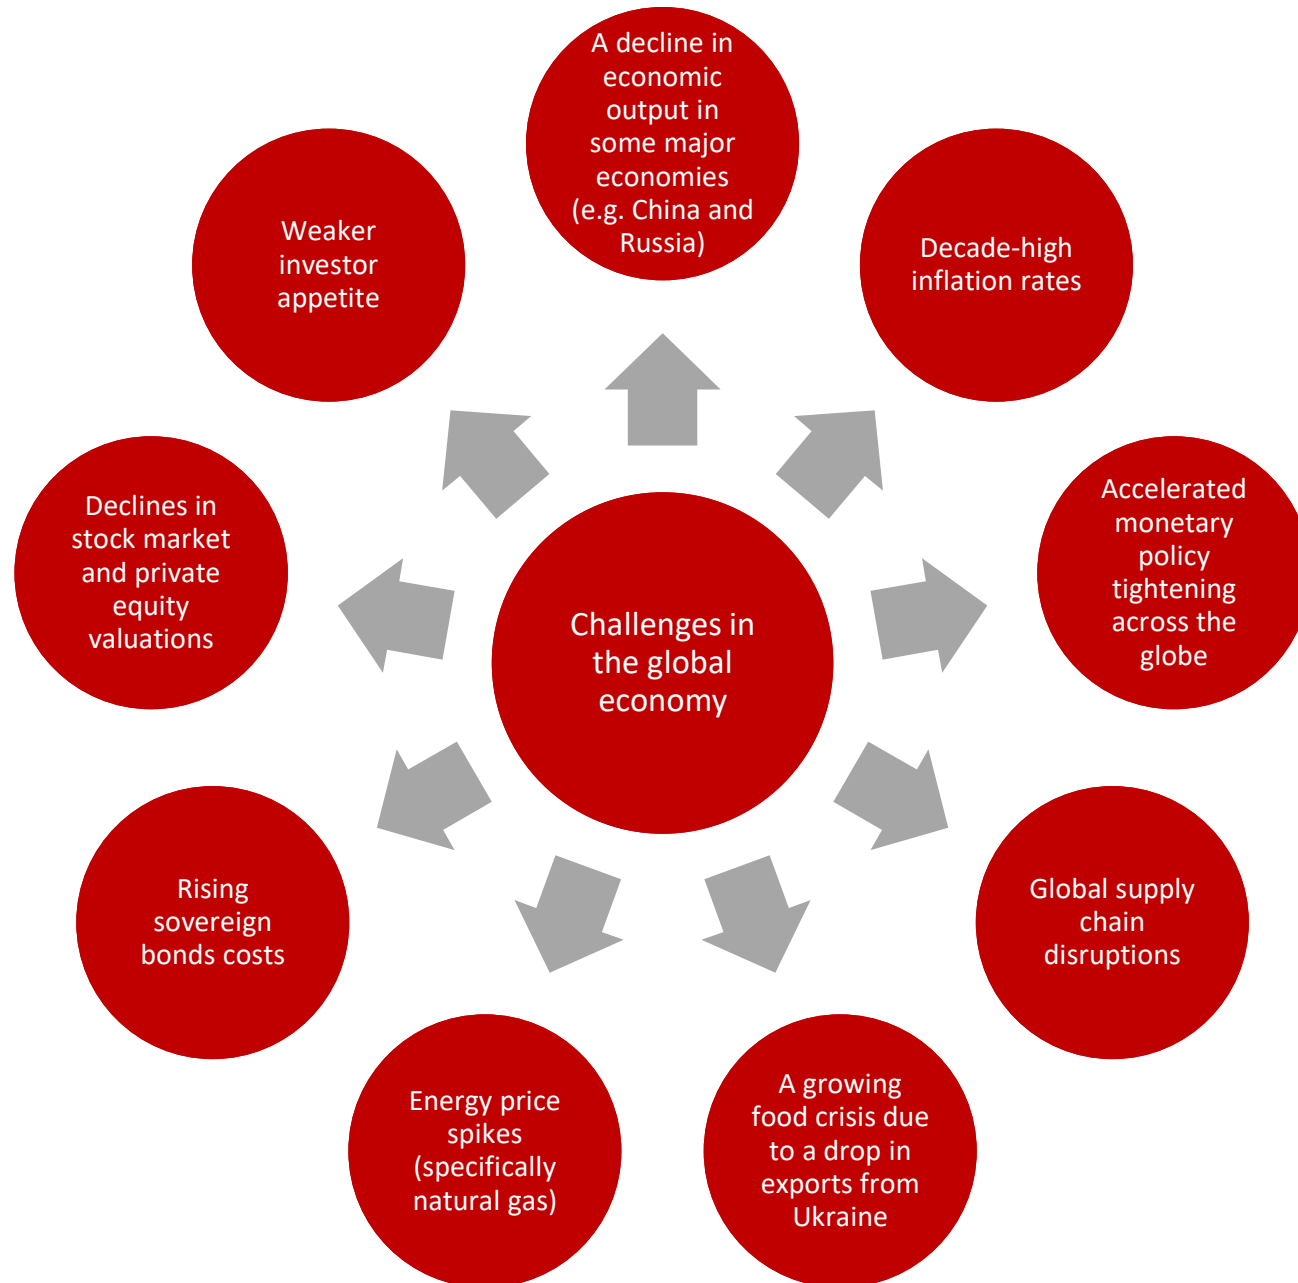 A decline in
economic
output in
some major
economies
(e.g. China and
Russia)
Weaker
investor
appetite
Decade-high
inflation rates
Declines in
stock market
and private
equity
valuations
Accelerated
monetary
policy
tightening
across the
globe
Challenges in
the global
economy
Rising
sovereign
bonds costs
Global supply
chain
disruptions
Energy price
spikes
(specifically
natural gas)
A growing
food crisis due
to a drop in
exports from
Ukraine